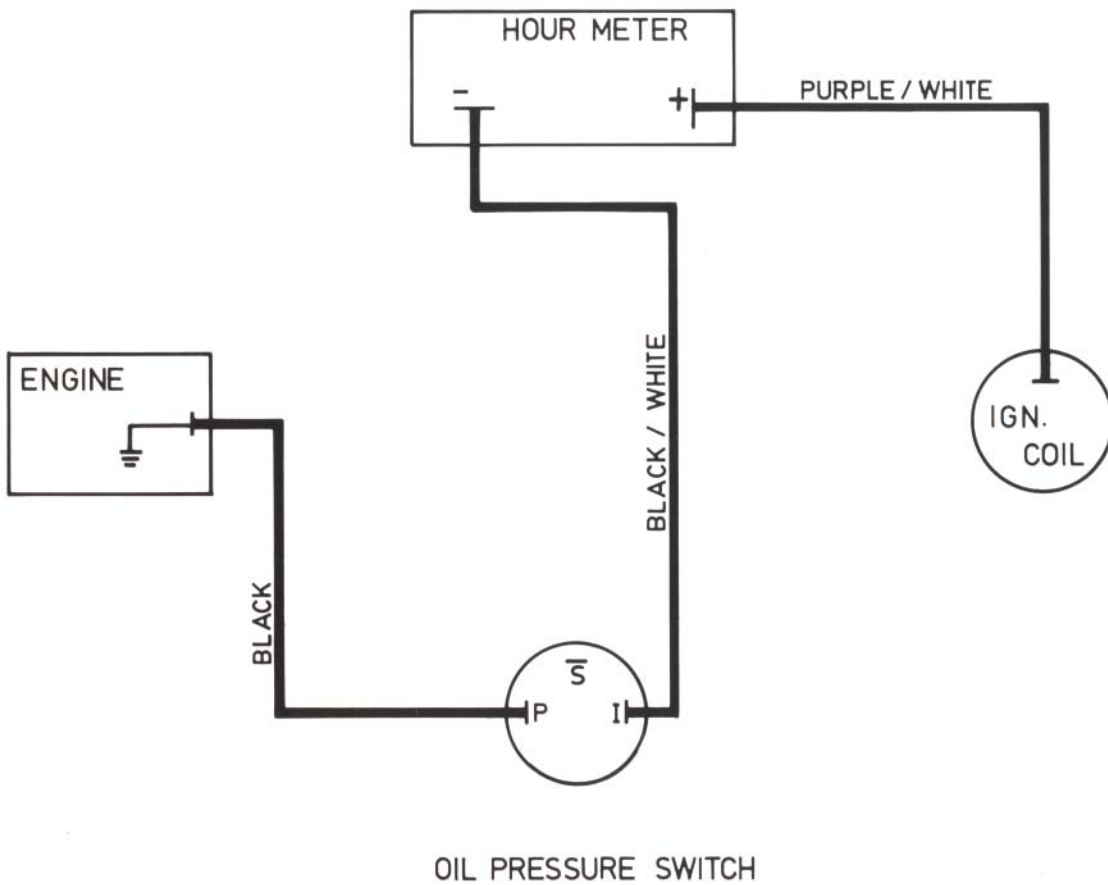 HOUR METER
-
+
PURPLE / WHITE
ENGINE
IGN.
COIL
BLACK / WHITE
BLACK
S
P
I
OIL PRESSURE SWITCH